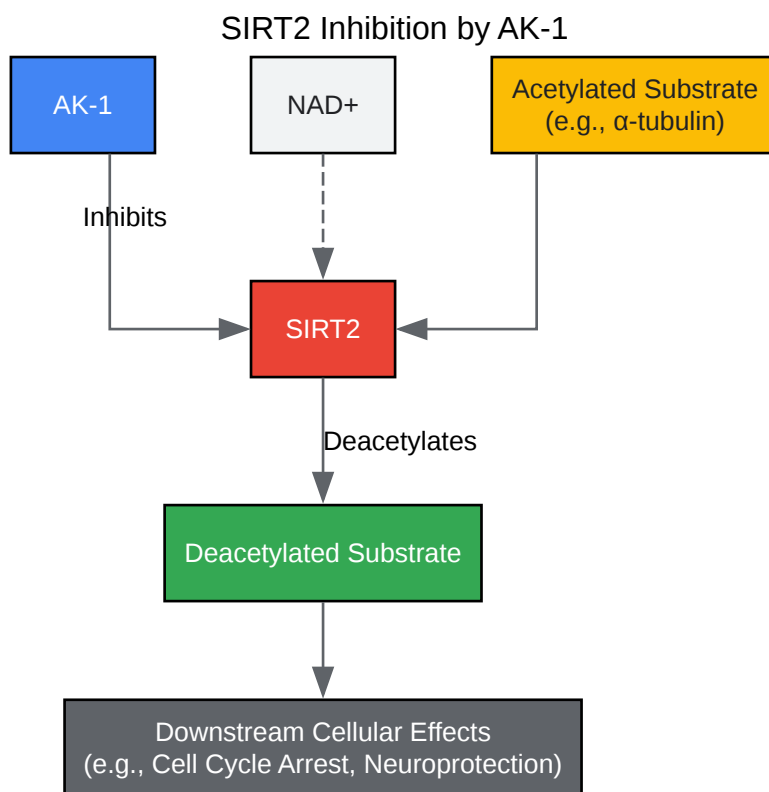 SIRT2 Inhibition by AK-1
AK-1
NAD+
Acetylated Substrate
(e.g., α-tubulin)
Inhibits
SIRT2
Deacetylates
Deacetylated Substrate
Downstream Cellular Effects
(e.g., Cell Cycle Arrest, Neuroprotection)